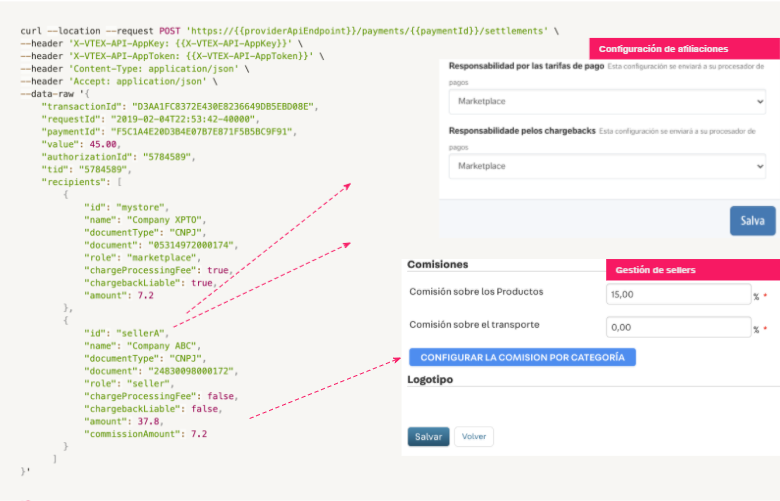 curl --location --request POST 'https://{{providerApiEndpoint}}/payments/{{paymentId}}/settlements' \
--header 'X-VTEX-API-AppKey: {{X-VTEX-API-AppKey}}' \
--header 'X-VTEX-API-AppToken: {{X-VTEX-API-AppToken}}' \
--header 'Content-Type: application/json' \
--header 'Accept: application/json' \
--data-raw '{
"transactionId": "D3AA1FC8372E430E8236649DB5EBD08E",
"requestId": "2019-02-04T22:53:42-40000",
"paymentId": "F5C1A4E20D3B4E07B7E871F5B5BC9F91",
"value": 45.00,
"authorizationId": "5784589",
"tid": "5784589",
"recipients": [
{
"id": "mystore",
"name": "Company XPTO",
"documentType": "CNPJ",
"document": "05314972000174",
"role": "marketplace",
"chargeProcessingFee": true,
"chargebackLiable": true,
"amount": 7.2
},
{
"id": "sellerA",
"name": "Company ABC",
"documentType": "CNPJ",
"document": "24830098000172",
"role": "seller",
"chargeProcessingFee": false,
"chargebackLiable": false,
"amount": 37.8,
"commissionAmount": 7.2
}
]
}'
Configuración de afiliaciones
Responsabilidad por las tarifas de pago Esta configuración se enviará a su procesador de
pagos
Marketplace
Responsabilidade pelos chargebacks Esta configuración se enviará a su procesador de
pagos
Marketplace
Salva
Comisiones
Gestión de sellers
Comisión sobre los Productos
15,00
% *
Comisión sobre el transporte
0,00
% *
CONFIGURAR LA COMISION POR CATEGORÍA
Logotipo
Salvar
Volver